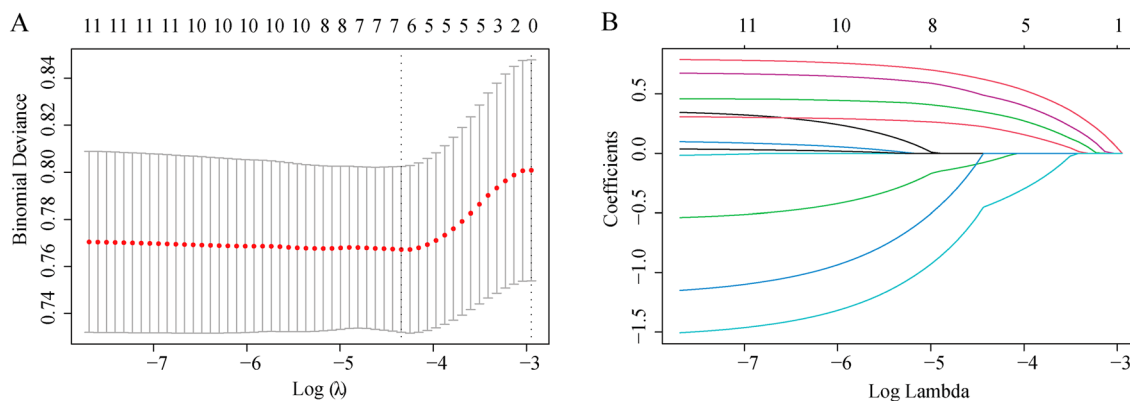 A
11 11 11 11 10 10 10 10 10 8 8 7 7 7 6 5 5 5 5 3 2 0
Binomial Deviance
0.84
0.82
0.80
0.78
0.76
0.74
−7 −6 −5 −4 −3
Log (λ)
B
11 10 8 5 1
Coefficients
0.5
0.0
−0.5
−1.0
−1.5
−7 −6 −5 −4 −3
Log Lambda